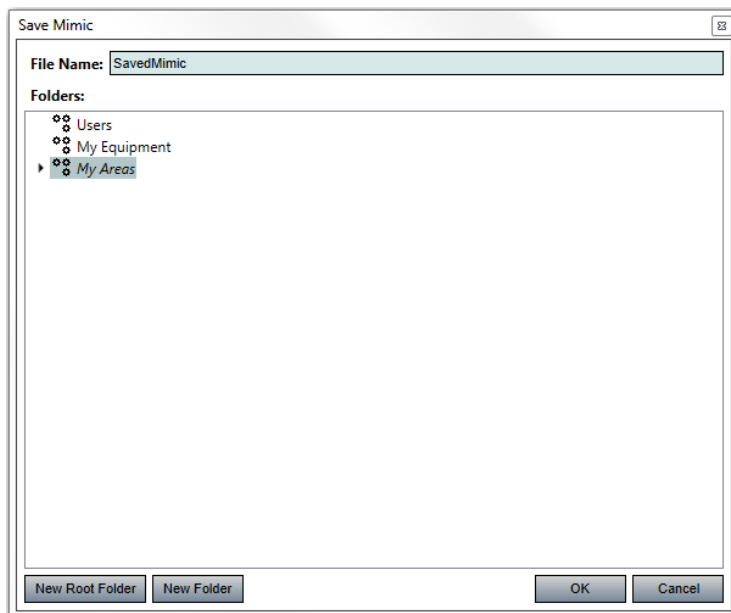 Save Mimic
File Name: SavedMimic
Folders:
Users
My Equipment
My Areas
New Root Folder New Folder OK Cancel